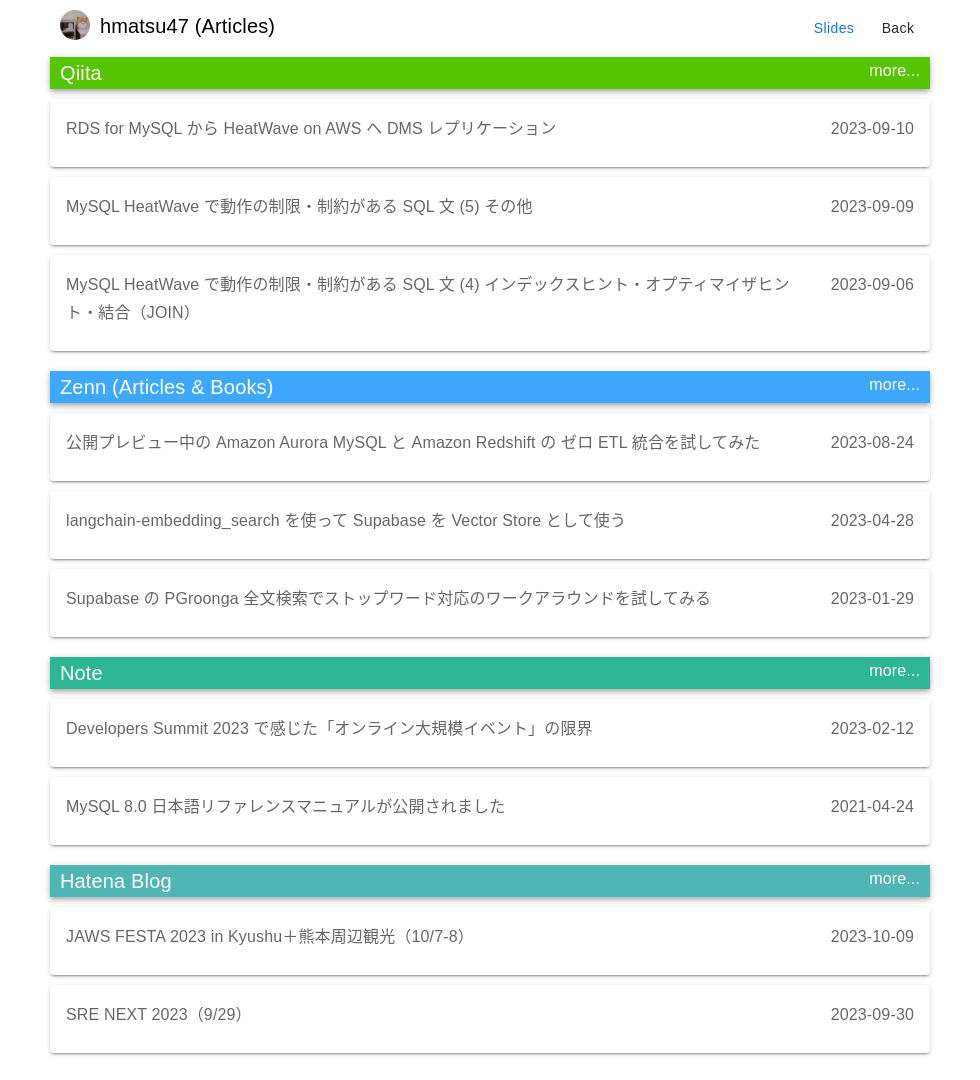 hmatsu47 (Articles)
Slides
Back
Qiita
more...
RDS for MySQL から HeatWave on AWS へ DMS レプリケーション
2023-09-10
MySQL HeatWave で動作の制限・制約がある SQL 文 (5) その他
2023-09-09
MySQL HeatWave で動作の制限・制約がある SQL 文 (4) インデックスヒント・オプティマイザヒン
ト・結合（JOIN）
2023-09-06
Zenn (Articles & Books)
more...
公開プレビュー中の Amazon Aurora MySQL と Amazon Redshift の ゼロ ETL 統合を試してみた
2023-08-24
langchain-embedding_search を使って Supabase を Vector Store として使う
2023-04-28
Supabase の PGroonga 全文検索でストップワード対応のワークアラウンドを試してみる
2023-01-29
Note
more...
Developers Summit 2023 で感じた「オンライン大規模イベント」の限界
2023-02-12
MySQL 8.0 日本語リファレンスマニュアルが公開されました
2021-04-24
Hatena Blog
more...
JAWS FESTA 2023 in Kyushu＋熊本周辺観光（10/7-8）
2023-10-09
SRE NEXT 2023（9/29）
2023-09-30